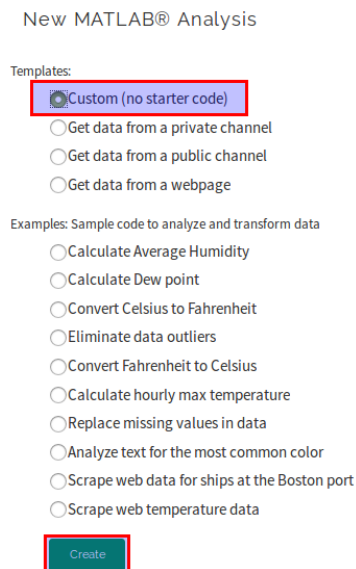 New MATLAB® Analysis
Templates:
Custom (no starter code)
Get data from a private channel
Get data from a public channel
Get data from a webpage
Examples: Sample code to analyze and transform data
Calculate Average Humidity
Calculate Dew point
Convert Celsius to Fahrenheit
Eliminate data outliers
Convert Fahrenheit to Celsius
Calculate hourly max temperature
Replace missing values in data
Analyze text for the most common color
Scrape web data for ships at the Boston port
Scrape web temperature data
Create